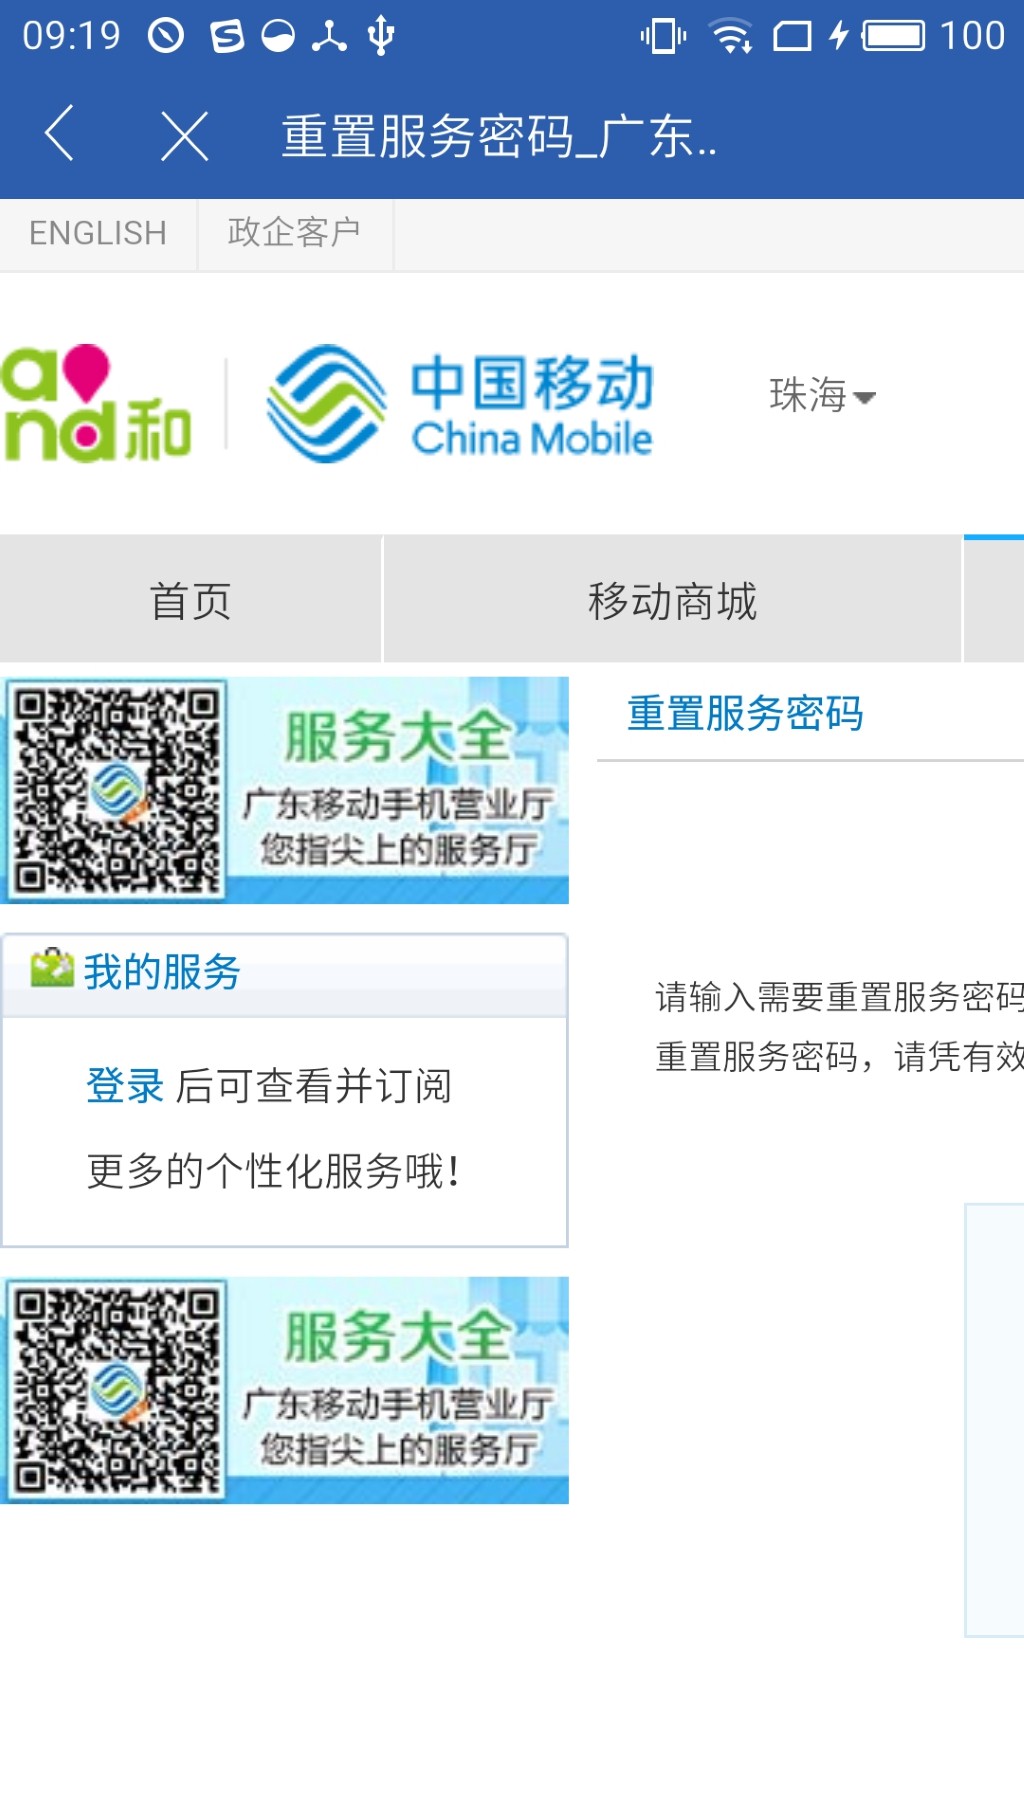 09:19
100
重置服务密码_广东..
ENGLISH
政企客户
and和
中国移动
China Mobile
珠海
首页
移动商城
服务大全
广东移动手机营业厅
您指尖上的服务厅
重置服务密码
我的服务
登录 后可查看并订阅
更多的个性化服务哦!
请输入需要重置服务密码
重置服务密码，请凭有效
服务大全
广东移动手机营业厅
您指尖上的服务厅